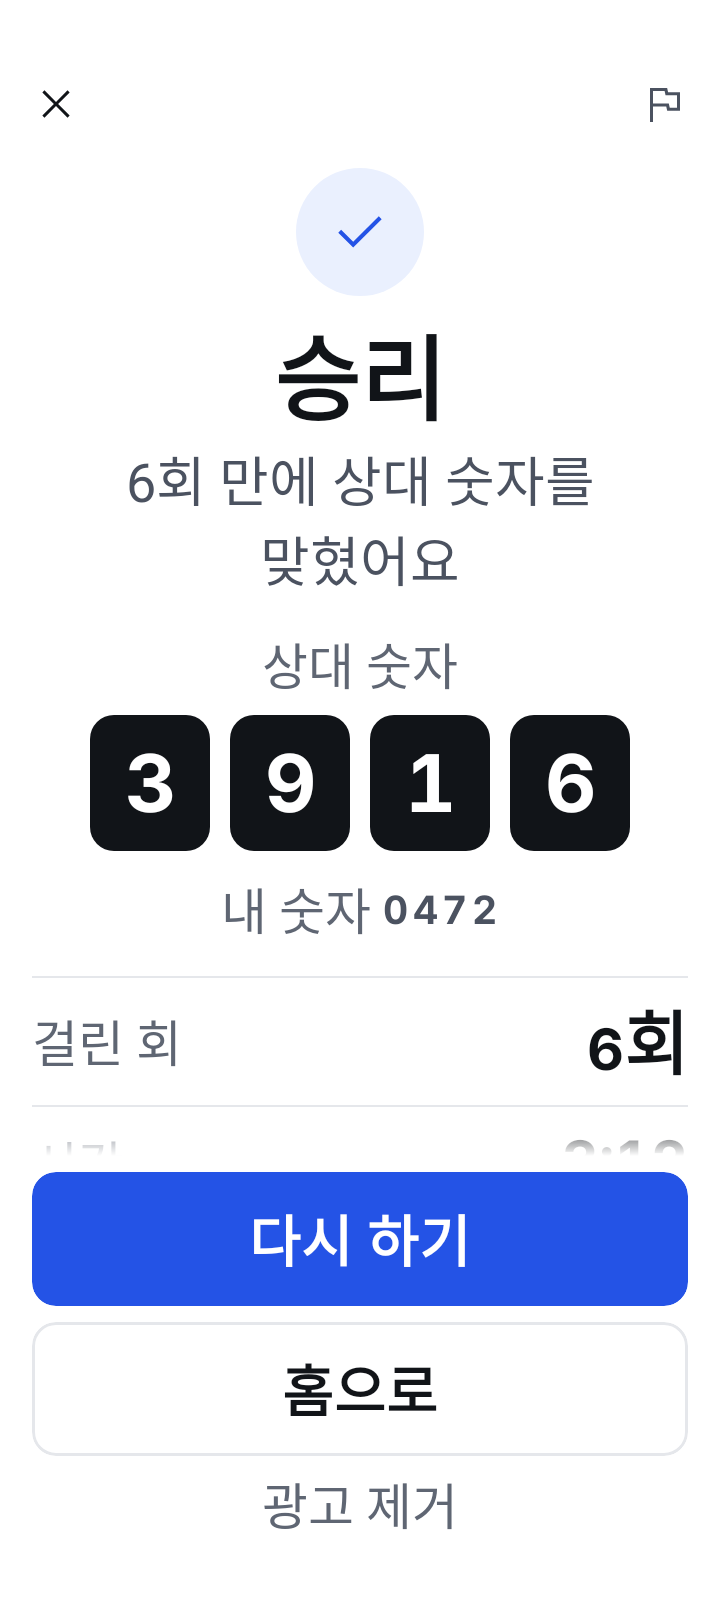 승리
6회 만에 상대 숫자를
맞혔어요
상대 숫자
3 9 1 6
내 숫자 0472
걸린 회 6회
다시 하기
홈으로
광고 제거